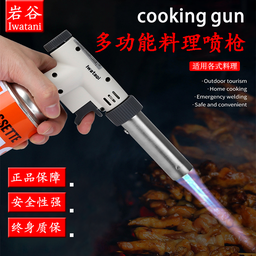 岩谷
Iwatani
cooking gun
多功能料理喷枪
适用各式料理
Outdoor tourism
Home cooking
Emergency welding
Safe and convenient
Iwatani
SSETTE
正品保障
安全性强
终身质保